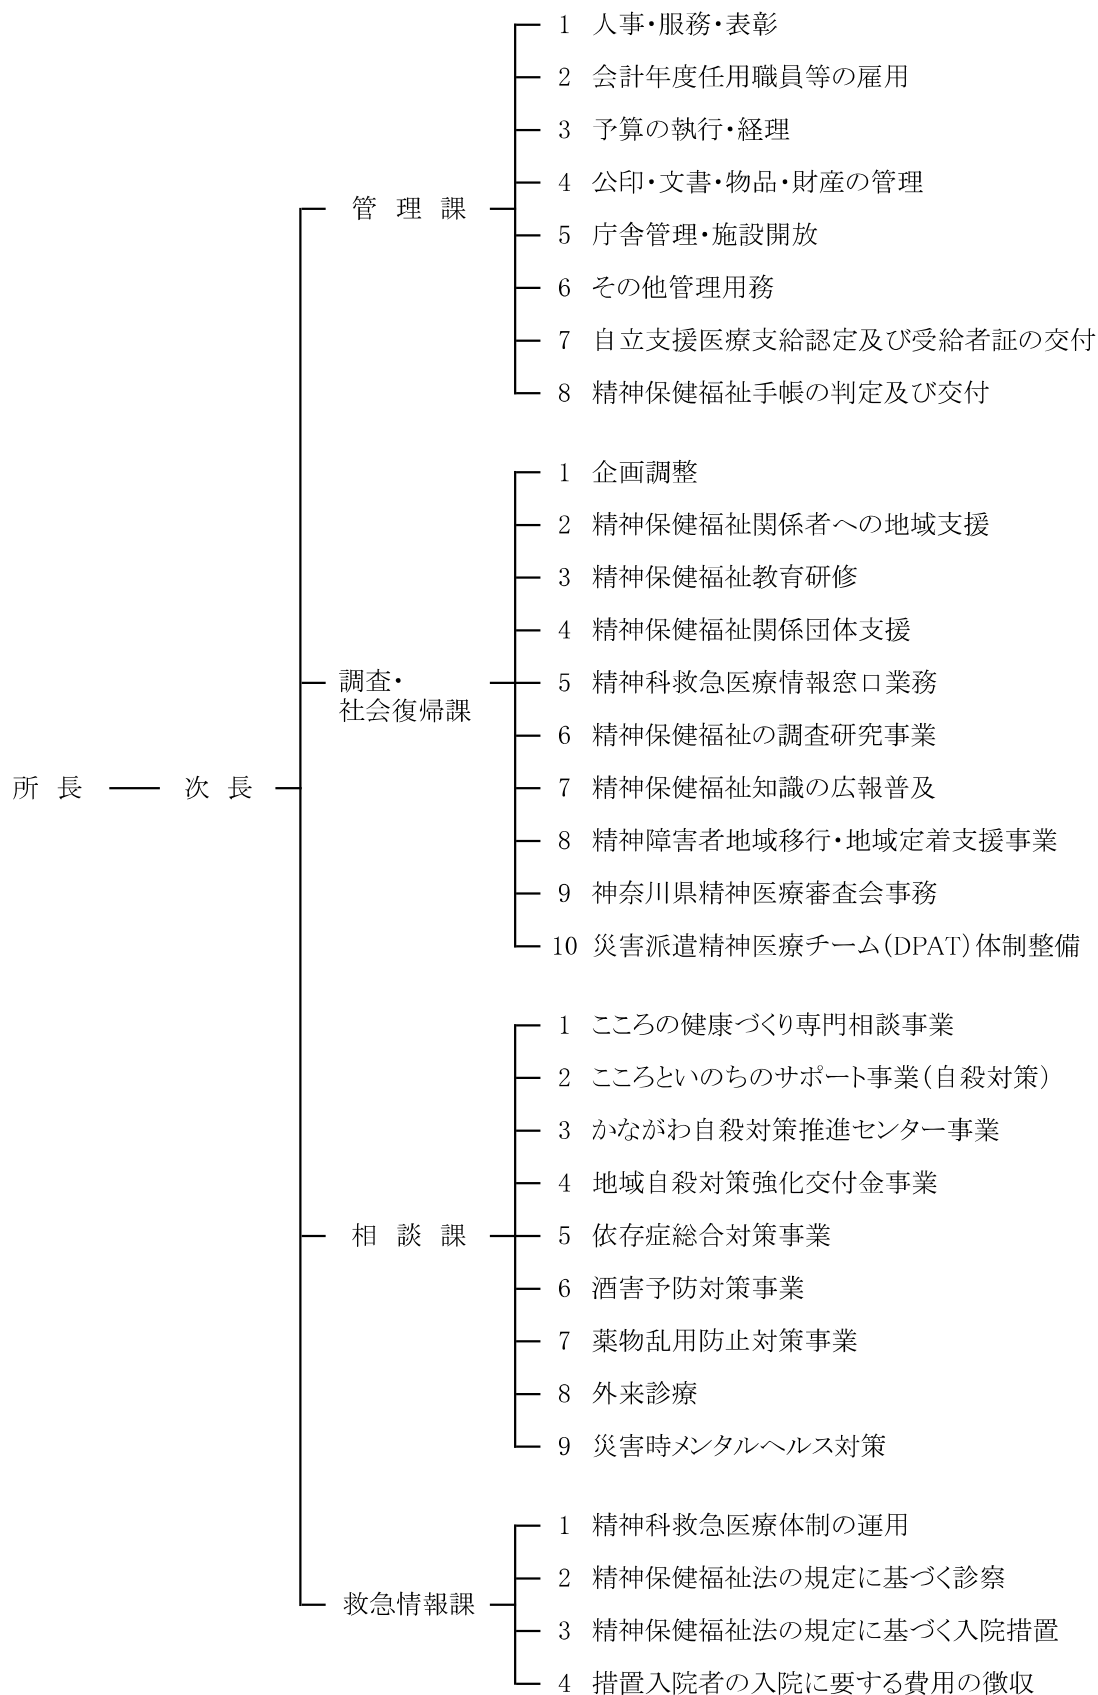 所長
次長
管理課
1 人事・服務・表彰
2 会計年度任用職員等の雇用
3 予算の執行・経理
4 公印・文書・物品・財産の管理
5 庁舎管理・施設開放
6 その他管理用務
7 自立支援医療支給認定及び受給者証の交付
8 精神保健福祉手帳の判定及び交付
調査・
社会復帰課
1 企画調整
2 精神保健福祉関係者への地域支援
3 精神保健福祉教育研修
4 精神保健福祉関係団体支援
5 精神科救急医療情報窓口業務
6 精神保健福祉の調査研究事業
7 精神保健福祉知識の広報普及
8 精神障害者地域移行・地域定着支援事業
9 神奈川県精神医療審査会事務
10 災害派遣精神医療チーム(DPAT)体制整備
相談課
1 こころの健康づくり専門相談事業
2 こころといのちのサポート事業(自殺対策)
3 かながわ自殺対策推進センター事業
4 地域自殺対策強化交付金事業
5 依存症総合対策事業
6 酒害予防対策事業
7 薬物乱用防止対策事業
8 外来診療
9 災害時メンタルヘルス対策
救急情報課
1 精神科救急医療体制の運用
2 精神保健福祉法の規定に基づく診察
3 精神保健福祉法の規定に基づく入院措置
4 措置入院者の入院に要する費用の徴収